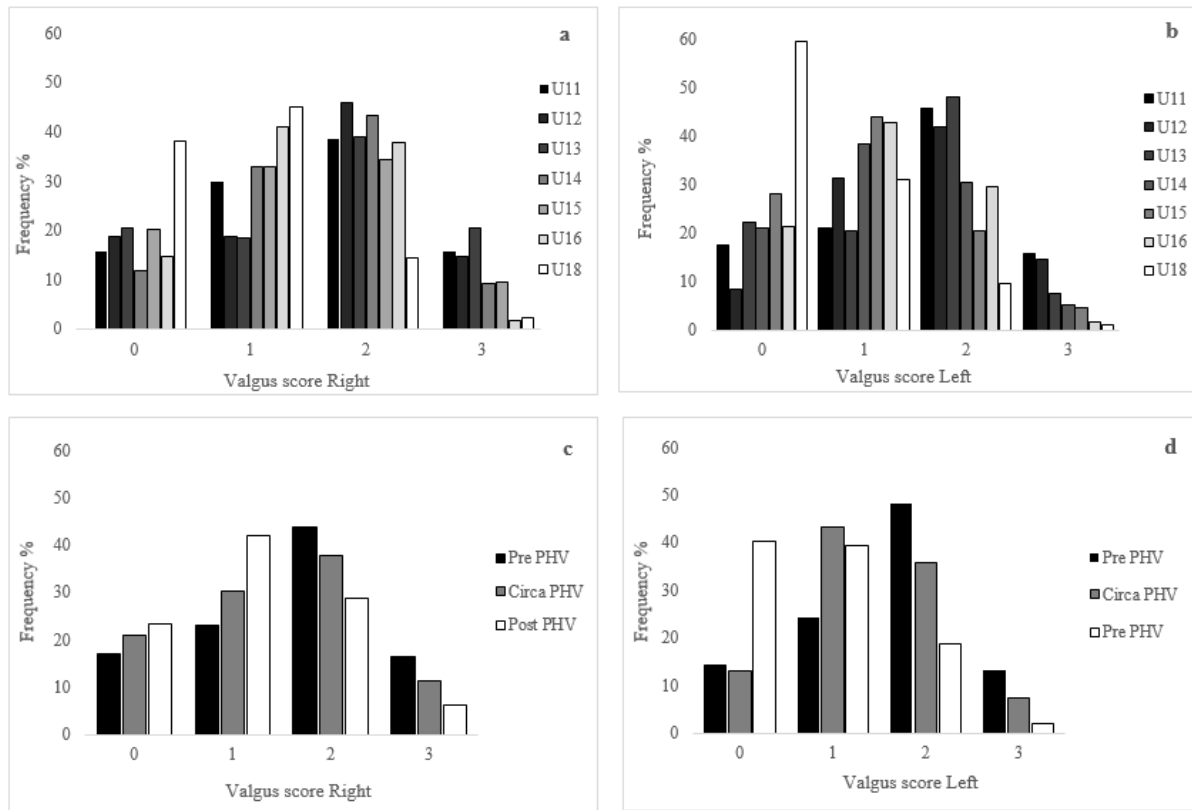 a
60
50
40
30
20
10
0
Frequency %
0 1 2 3
Valgus score Right
U11
U12
U13
U14
U15
U16
U18
b
60
50
40
30
20
10
0
Frequency %
0 1 2 3
Valgus score Left
U11
U12
U13
U14
U15
U16
U18
c
60
50
40
30
20
10
0
Frequency %
0 1 2 3
Valgus score Right
Pre PHV
Circa PHV
Post PHV
d
60
50
40
30
20
10
0
Frequency %
0 1 2 3
Valgus score Left
Pre PHV
Circa PHV
Pre PHV